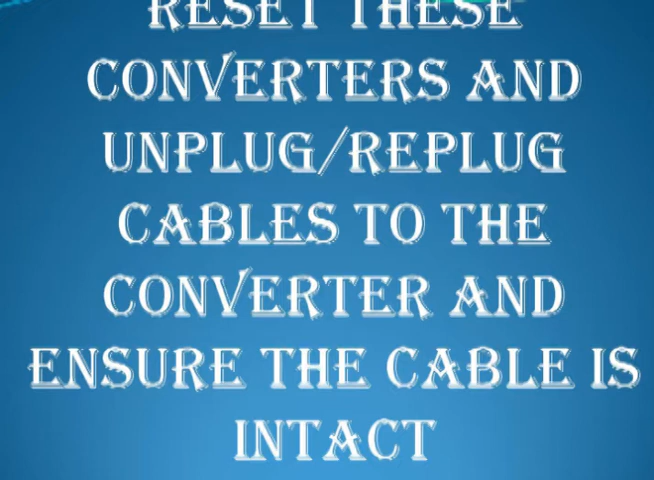 RESET THESE
CONVERTERS AND
UNPLUG/REPLUG
CABLES TO THE
CONVERTER AND
ENSURE THE CABLE IS
INTACT